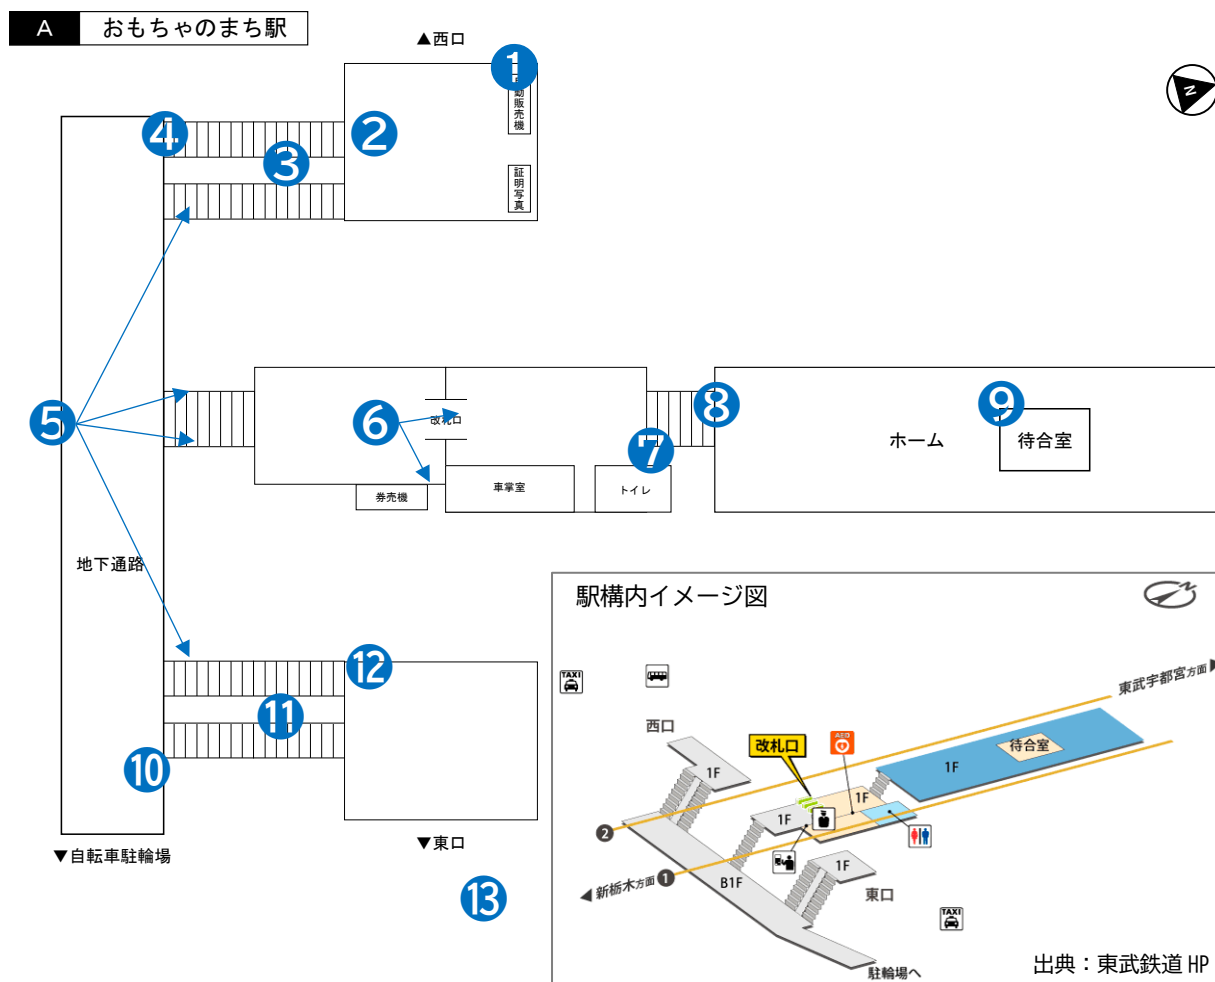 A おもちゃのまち駅
▲西口
1
自動販売機
証明写真
2
3
4
5
6
改札口
7
8
9
ホーム
待合室
券売機
車掌室
トイレ
地下通路
10
11
12
▼自転車駐輪場
▼東口
13
N
駅構内イメージ図
N
TAXI
東武宇都宮方面▶
西口
改札口
AED
待合室
1F
1F
1F
1F
2
1F
◀新栃木方面 1
B1F
東口
TAXI
駐輪場へ
出典：東武鉄道 HP